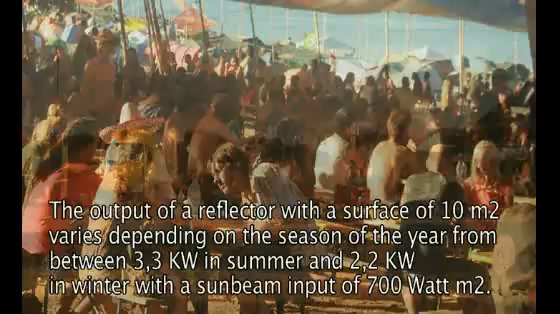 The output of a reflector with a surface of 10 m2
varies depending on the season of the year from
between 3,3 KW in summer and 2,2 KW
in winter with a sunbeam input of 700 Watt m2.